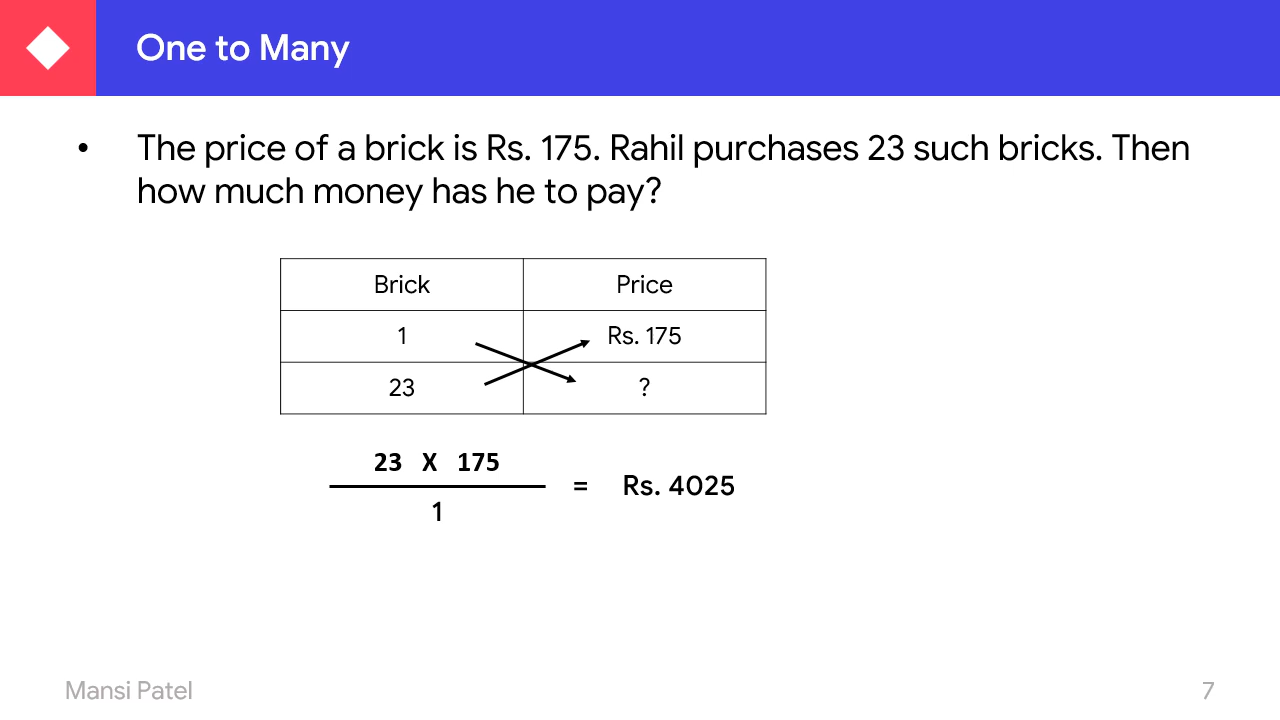 One to Many
• The price of a brick is Rs. 175. Rahil purchases 23 such bricks. Then
how much money has he to pay?
Brick Price
1 Rs. 175
23 ?
23 X 175
= Rs. 4025
1
Mansi Patel 7